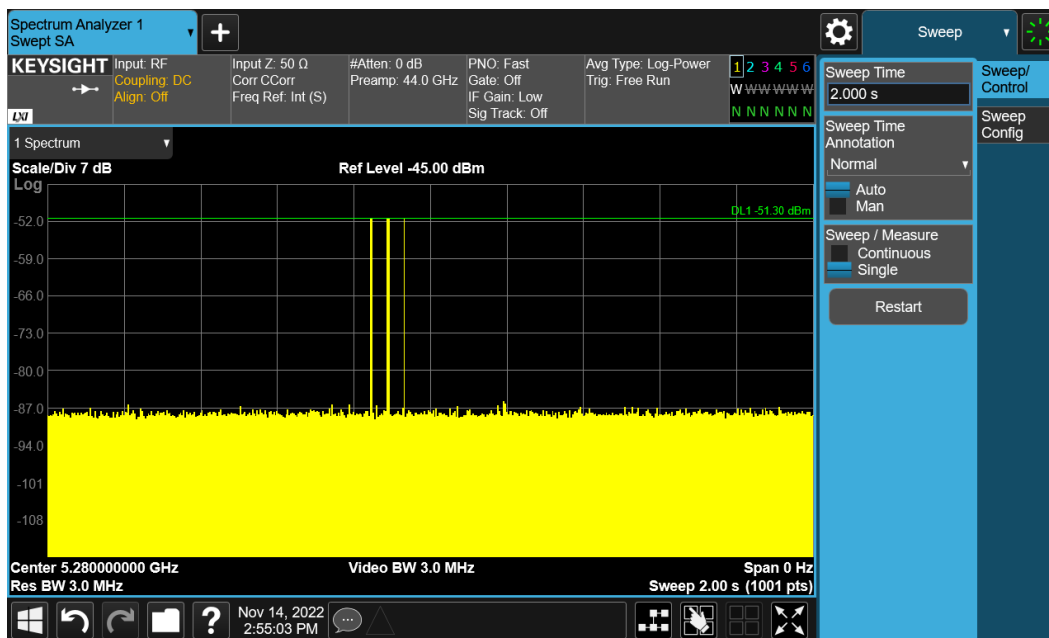 Spectrum Analyzer 1
Swept SA
Sweep
KEYSIGHT
LXI
Input: RF
Coupling: DC
Align: Off
Input Z: 50 Ω
Corr CCorr
Freq Ref: Int (S)
#Atten: 0 dB
Preamp: 44.0 GHz
PNO: Fast
Gate: Off
IF Gain: Low
Sig Track: Off
Avg Type: Log-Power
Trig: Free Run
1 2 3 4 5 6
W W W W W W
N N N N N N
1 Spectrum
Scale/Div 7 dB
Ref Level -45.00 dBm
Log
DL1 -51.30 dBm
-52.0
-59.0
-66.0
-73.0
-80.0
-87.0
-94.0
-101
-108
Center 5.280000000 GHz
Video BW 3.0 MHz
Span 0 Hz
Res BW 3.0 MHz
Sweep 2.00 s (1001 pts)
Sweep Time
2.000 s
Sweep Time
Annotation
Normal
Auto
Man
Sweep / Measure
Continuous
Single
Restart
Sweep/
Control
Sweep
Config
Nov 14, 2022
2:55:03 PM